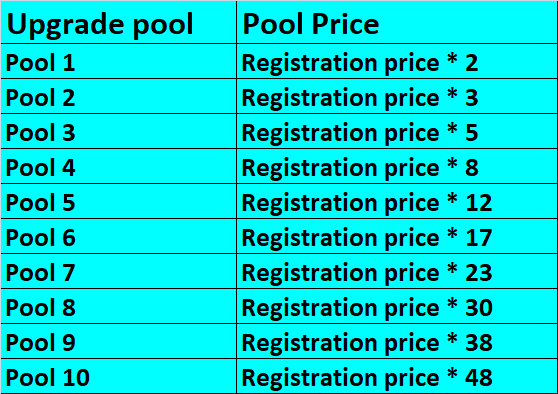 Upgrade pool Pool Price
Pool 1 Registration price * 2
Pool 2 Registration price * 3
Pool 3 Registration price * 5
Pool 4 Registration price * 8
Pool 5 Registration price * 12
Pool 6 Registration price * 17
Pool 7 Registration price * 23
Pool 8 Registration price * 30
Pool 9 Registration price * 38
Pool 10 Registration price * 48